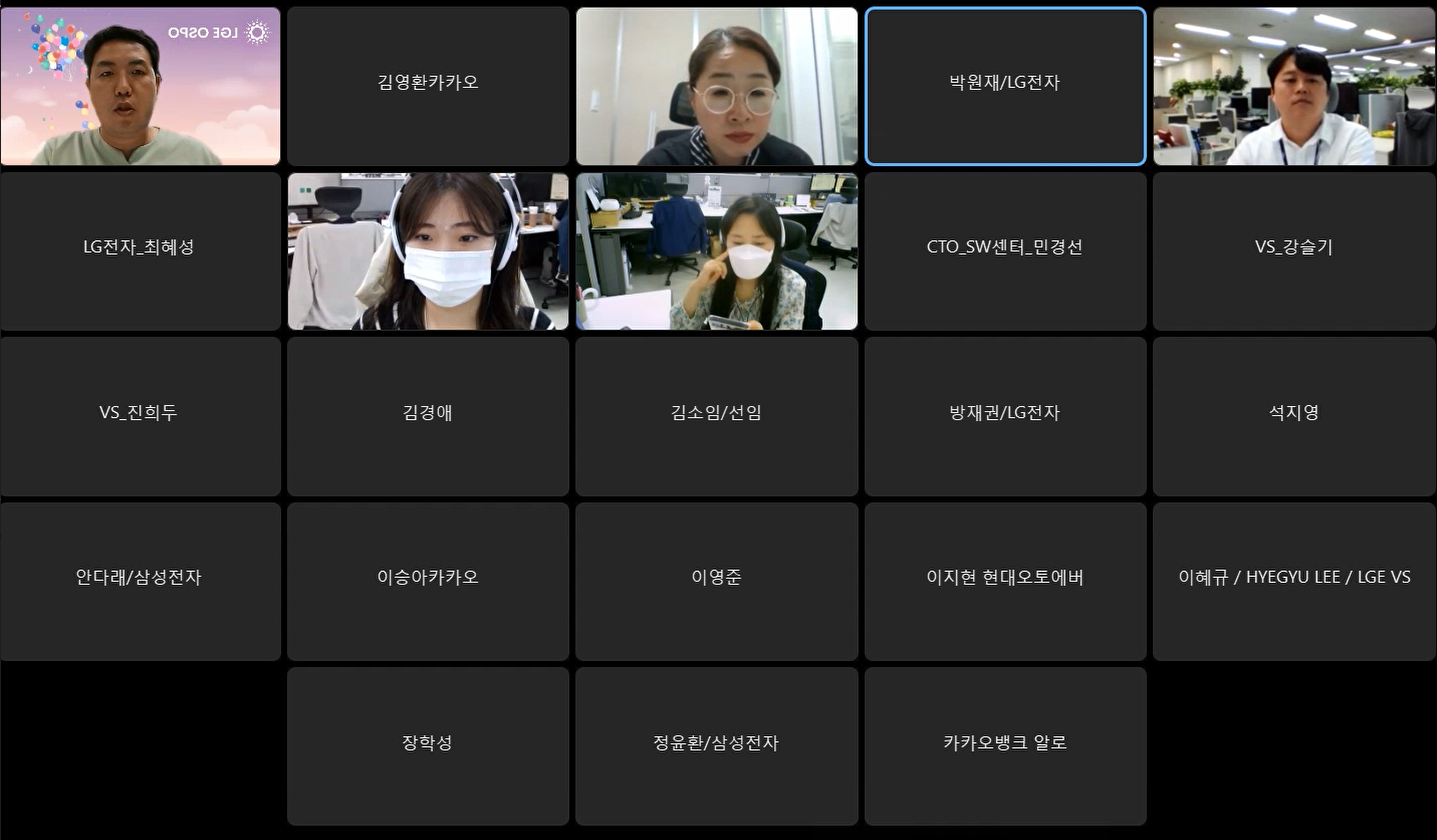 LGE OSPO
김영환카카오
박원재/LG전자
LG전자_최혜성
CTO_SW센터_민경선
VS_강슬기
VS_진희두
김경애
김소임/선임
방재권/LG전자
석지영
안다래/삼성전자
이승아카카오
이영준
이지현 현대오토에버
이혜규 / HYEGYU LEE / LGE VS
장학성
정윤환/삼성전자
카카오뱅크 알로